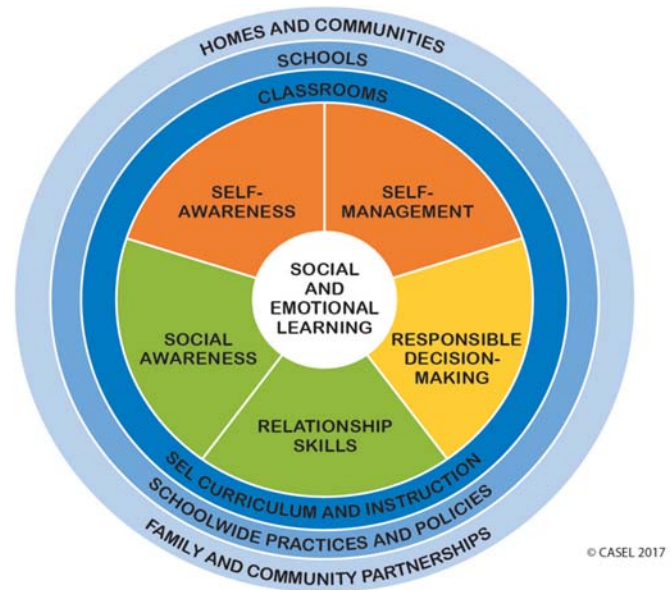 HOMES AND COMMUNITIES
SCHOOLS
CLASSROOMS
SELF-
AWARENESS
SELF-
MANAGEMENT
SOCIAL
AND
EMOTIONAL
LEARNING
SOCIAL
AWARENESS
RESPONSIBLE
DECISION-
MAKING
RELATIONSHIP
SKILLS
SEL CURRICULUM AND INSTRUCTION
SCHOOLWIDE PRACTICES AND POLICIES
FAMILY AND COMMUNITY PARTNERSHIPS
© CASEL 2017